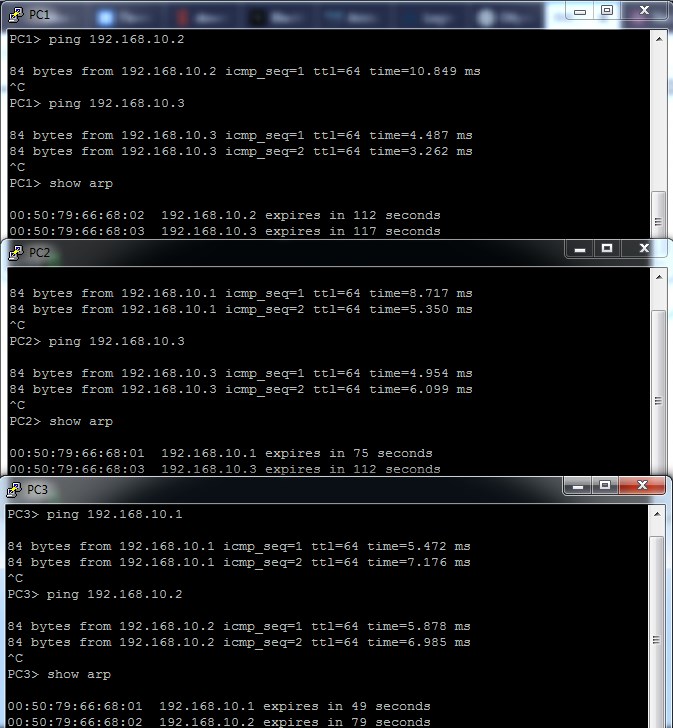 PC1
PC1> ping 192.168.10.2
84 bytes from 192.168.10.2 icmp_seq=1 ttl=64 time=10.849 ms
^C
PC1> ping 192.168.10.3
84 bytes from 192.168.10.3 icmp_seq=1 ttl=64 time=4.487 ms
84 bytes from 192.168.10.3 icmp_seq=2 ttl=64 time=3.262 ms
^C
PC1> show arp
00:50:79:66:68:02  192.168.10.2 expires in 112 seconds
00:50:79:66:68:03  192.168.10.3 expires in 117 seconds
PC2
84 bytes from 192.168.10.1 icmp_seq=1 ttl=64 time=8.717 ms
84 bytes from 192.168.10.1 icmp_seq=2 ttl=64 time=5.350 ms
^C
PC2> ping 192.168.10.3
84 bytes from 192.168.10.3 icmp_seq=1 ttl=64 time=4.954 ms
84 bytes from 192.168.10.3 icmp_seq=2 ttl=64 time=6.099 ms
^C
PC2> show arp
00:50:79:66:68:01  192.168.10.1 expires in 75 seconds
00:50:79:66:68:03  192.168.10.3 expires in 112 seconds
PC3
PC3> ping 192.168.10.1
84 bytes from 192.168.10.1 icmp_seq=1 ttl=64 time=5.472 ms
84 bytes from 192.168.10.1 icmp_seq=2 ttl=64 time=7.176 ms
^C
PC3> ping 192.168.10.2
84 bytes from 192.168.10.2 icmp_seq=1 ttl=64 time=5.878 ms
84 bytes from 192.168.10.2 icmp_seq=2 ttl=64 time=6.985 ms
^C
PC3> show arp
00:50:79:66:68:01  192.168.10.1 expires in 49 seconds
00:50:79:66:68:02  192.168.10.2 expires in 79 seconds